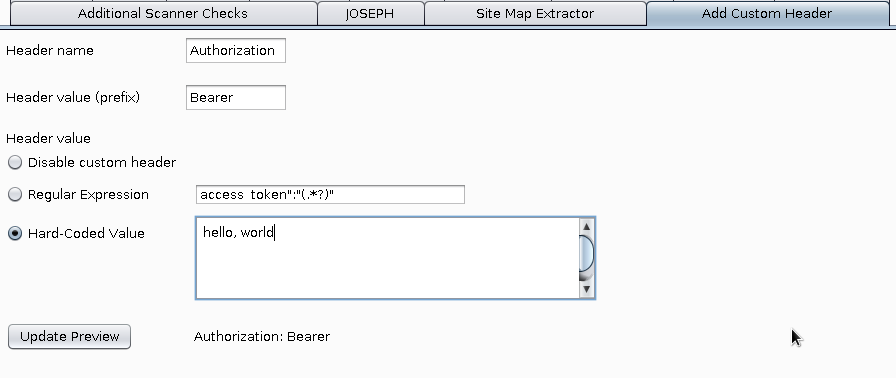 Additional Scanner Checks JOSEPH Site Map Extractor Add Custom Header
Header name Authorization
Header value (prefix) Bearer
Header value
Disable custom header
Regular Expression access_token":"(.*?)"
Hard-Coded Value hello, world
Update Preview Authorization: Bearer